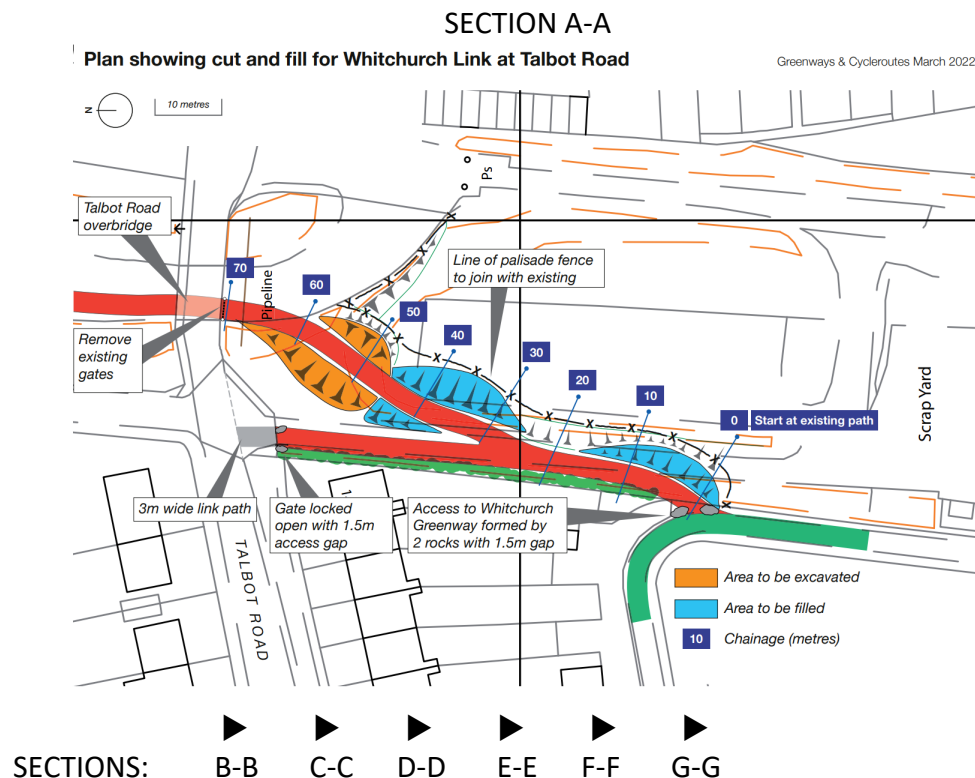 SECTION A-A
Plan showing cut and fill for Whitchurch Link at Talbot Road
Greenways & Cycleroutes March 2022
N
10 metres
Ps
Talbot Road
overbridge
Line of palisade fence
to join with existing
70
60
Pipeline
50
40
30
20
10
0
Start at existing path
Remove
existing
gates
Scrap Yard
3m wide link path
Gate locked
open with 1.5m
access gap
1
Access to Whitchurch
Greenway formed by
2 rocks with 1.5m gap
TALBOT ROAD
Area to be excavated
Area to be filled
10
Chainage (metres)
SECTIONS: B-B C-C D-D E-E F-F G-G